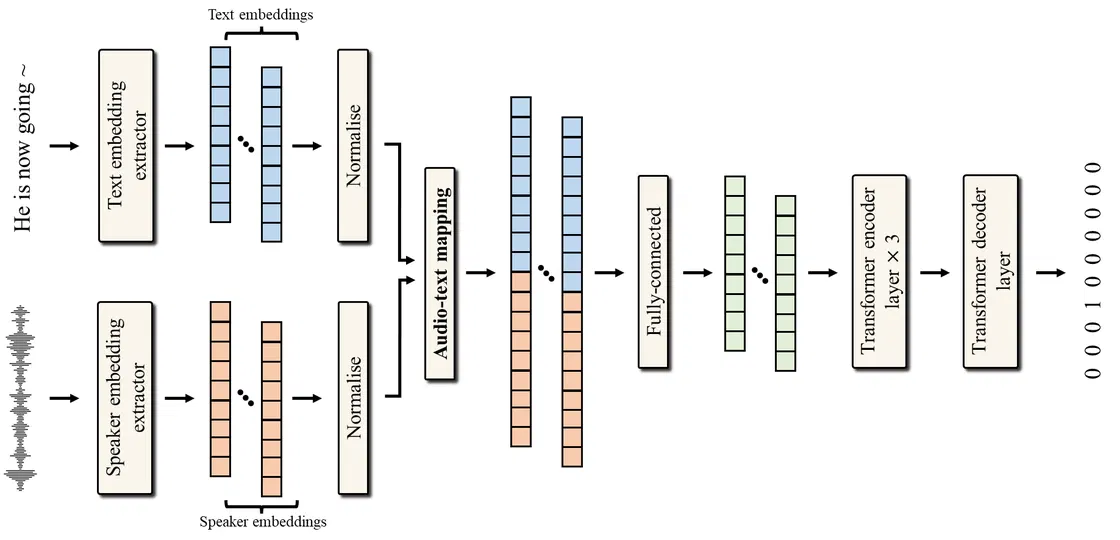 Text embeddings
He is now going ~
Text embedding
extractor
Normalise
Speaker embedding
extractor
Normalise
Speaker embeddings
Audio-text mapping
Fully-connected
Transformer encoder
layer × 3
Transformer decoder
layer
0 0 0 1 0 0 0 0 0 0